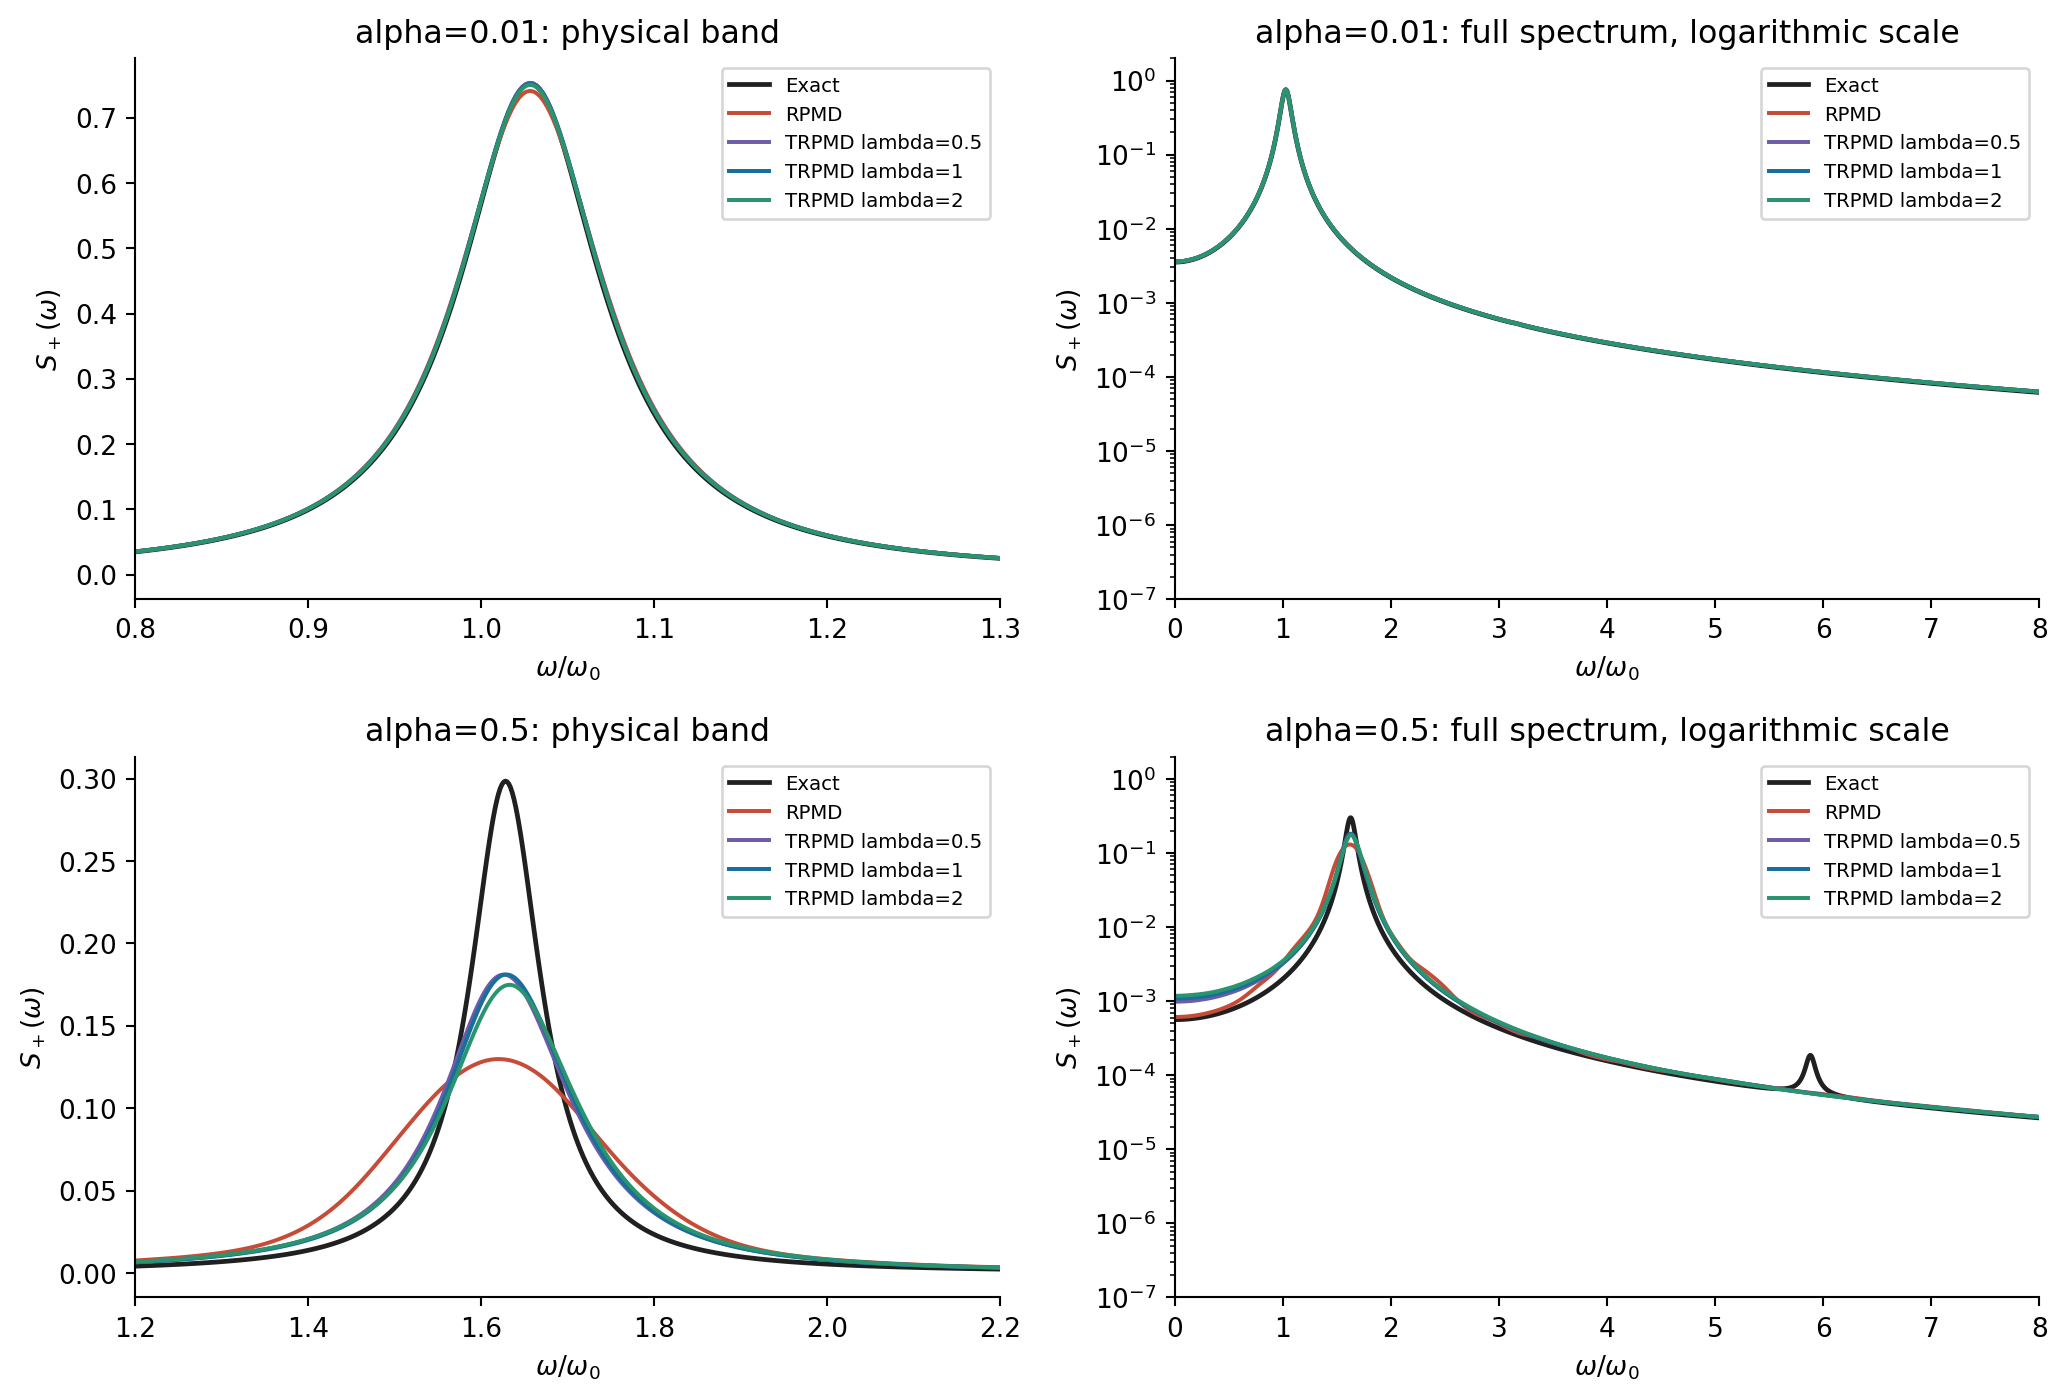 alpha=0.01: physical band
S₊(ω)
0.7
0.6
0.5
0.4
0.3
0.2
0.1
0.0
0.8 0.9 1.0 1.1 1.2 1.3
ω/ω₀
Exact
RPMD
TRPMD lambda=0.5
TRPMD lambda=1
TRPMD lambda=2
alpha=0.01: full spectrum, logarithmic scale
S₊(ω)
10⁰
10⁻¹
10⁻²
10⁻³
10⁻⁴
10⁻⁵
10⁻⁶
10⁻⁷
0 1 2 3 4 5 6 7 8
ω/ω₀
Exact
RPMD
TRPMD lambda=0.5
TRPMD lambda=1
TRPMD lambda=2
alpha=0.5: physical band
S₊(ω)
0.30
0.25
0.20
0.15
0.10
0.05
0.00
1.2 1.4 1.6 1.8 2.0 2.2
ω/ω₀
Exact
RPMD
TRPMD lambda=0.5
TRPMD lambda=1
TRPMD lambda=2
alpha=0.5: full spectrum, logarithmic scale
S₊(ω)
10⁰
10⁻¹
10⁻²
10⁻³
10⁻⁴
10⁻⁵
10⁻⁶
10⁻⁷
0 1 2 3 4 5 6 7 8
ω/ω₀
Exact
RPMD
TRPMD lambda=0.5
TRPMD lambda=1
TRPMD lambda=2